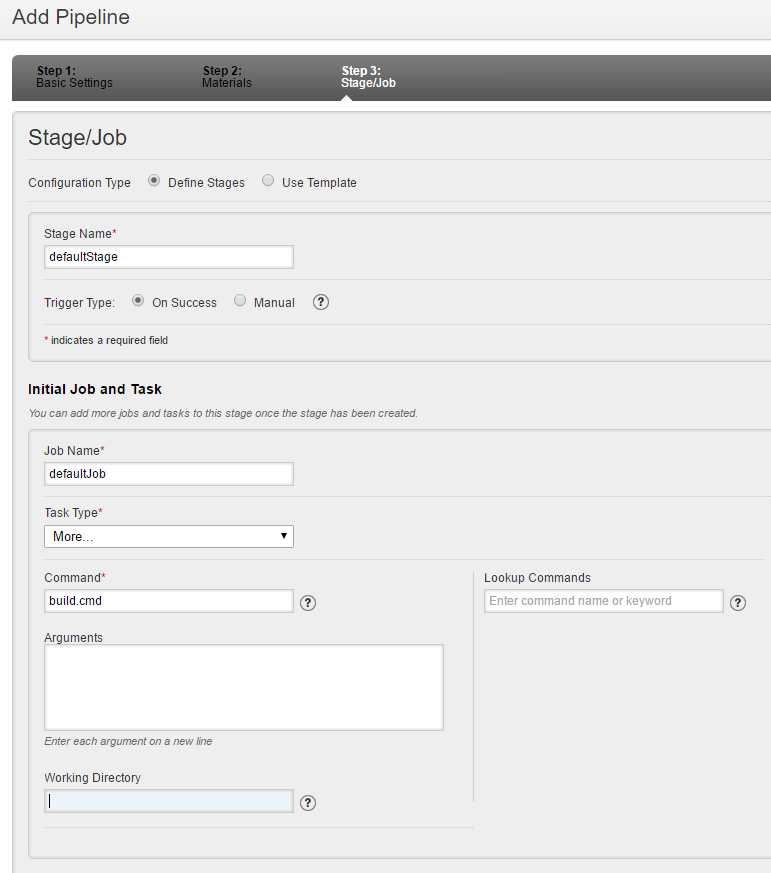 Add Pipeline
Step 1:
Basic Settings
Step 2:
Materials
Step 3:
Stage/Job
Stage/Job
Configuration Type Define Stages Use Template
Stage Name*
defaultStage
Trigger Type: On Success Manual ?
* indicates a required field
Initial Job and Task
You can add more jobs and tasks to this stage once the stage has been created.
Job Name*
defaultJob
Task Type*
More...
Command*
build.cmd ?
Arguments
Enter each argument on a new line
Working Directory
?
Lookup Commands
Enter command name or keyword ?